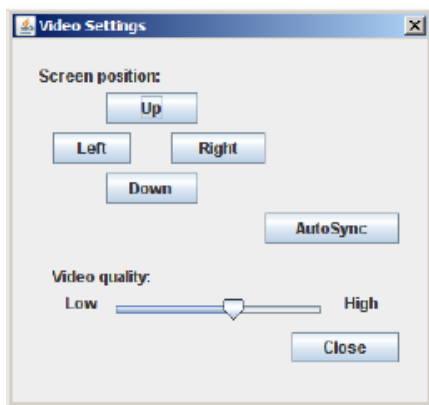 Video Settings
Screen position:
Up
Left Right
Down
AutoSync
Video quality:
Low High
Close